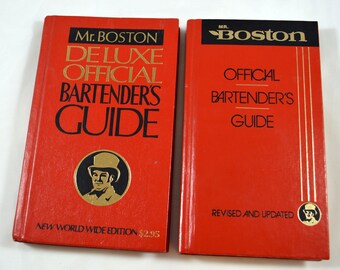 Mr. BOSTON
DELUXE
OFFICIAL
BARTENDER'S
GUIDE
NEW WORLD WIDE EDITION $2.95
MR.
BOSTON
OFFICIAL
BARTENDER'S
GUIDE
REVISED AND UPDATED